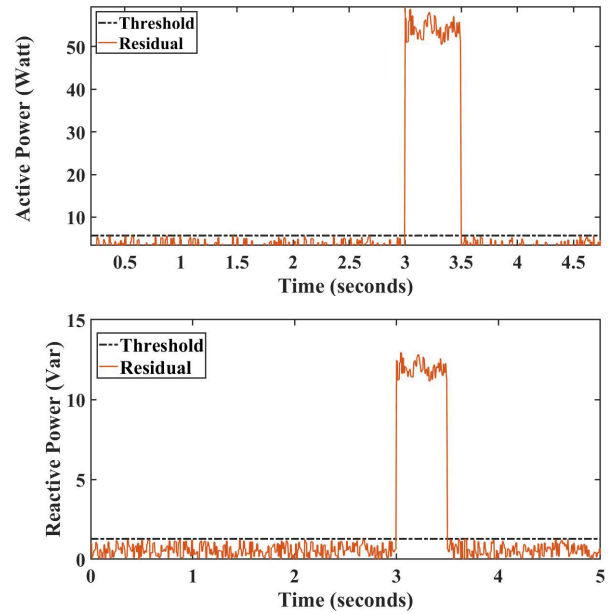 Threshold
Residual
50
40
30
20
10
Active Power (Watt)
0.5 1 1.5 2 2.5 3 3.5 4 4.5
Time (seconds)
15
Threshold
Residual
10
5
0
Reactive Power (Var)
0 1 2 3 4 5
Time (seconds)